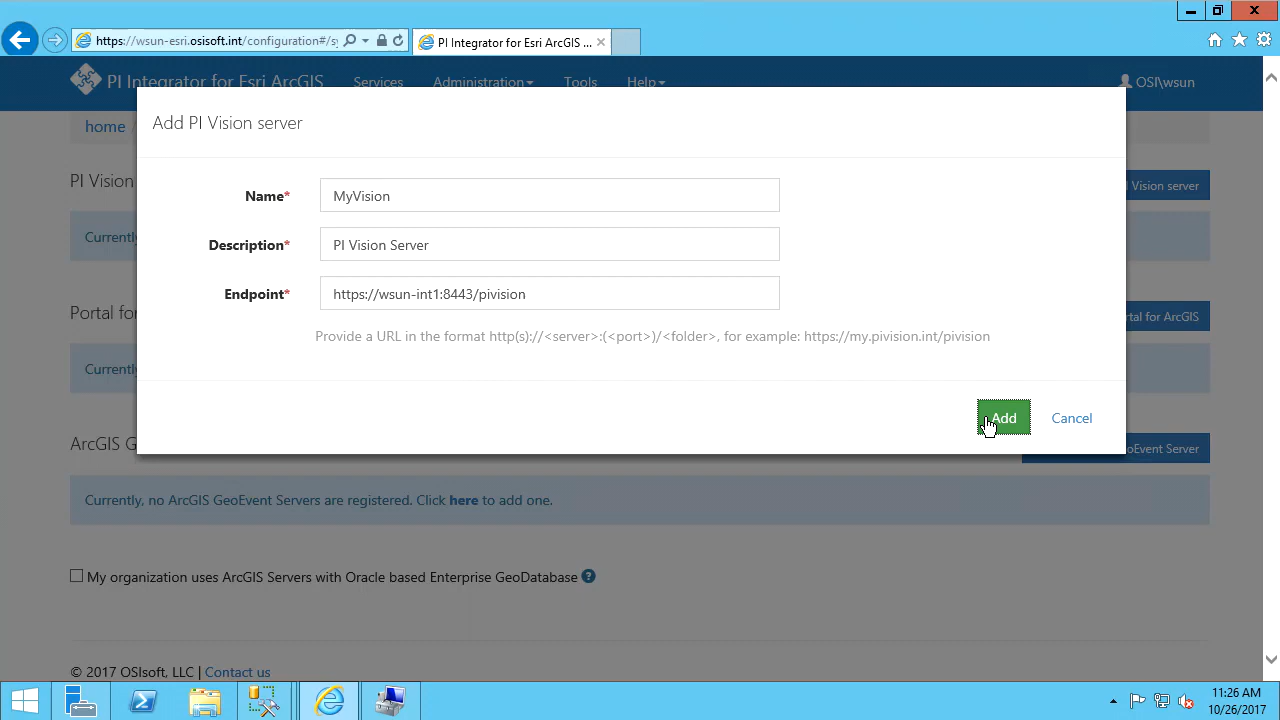 https://wsun-esri.osisoft.int/configuration#/sy
PI Integrator for Esri ArcGIS ...
PI Integrator for Esri ArcGIS Services Administration Tools Help OSI\wsun
home
Add PI Vision server
PI Vision
I Vision server
Name* MyVision
Currently
Description* PI Vision Server
Endpoint* https://wsun-int1:8443/pivision
Portal for
rtal for ArcGIS
Provide a URL in the format http(s)://<server>:(<port>)/<folder>, for example: https://my.pivision.int/pivision
Currently
Add Cancel
ArcGIS G
oEvent Server
Currently, no ArcGIS GeoEvent Servers are registered. Click here to add one.
My organization uses ArcGIS Servers with Oracle based Enterprise GeoDatabase ?
© 2017 OSIsoft, LLC | Contact us
11:26 AM
10/26/2017